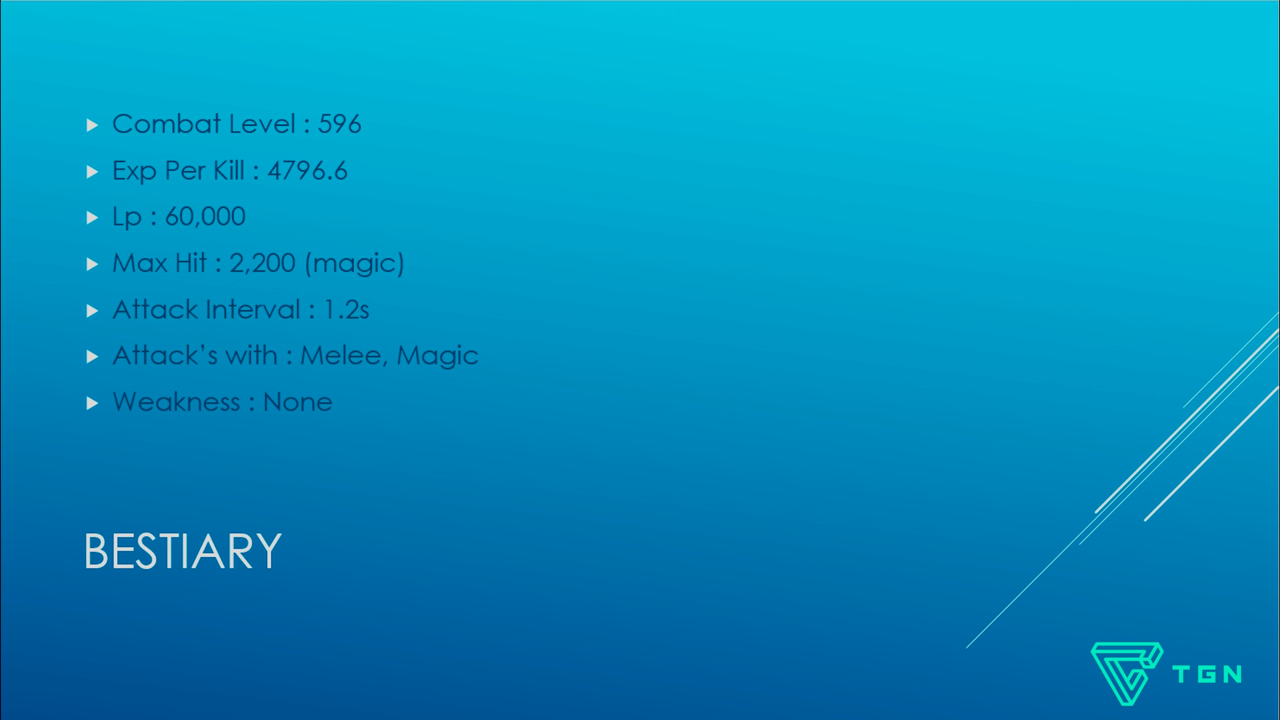 Combat Level : 596
Exp Per Kill : 4796.6
Lp : 60,000
Max Hit : 2,200 (magic)
Attack Interval : 1.2s
Attack’s with : Melee, Magic
Weakness : None
BESTIARY
TGN